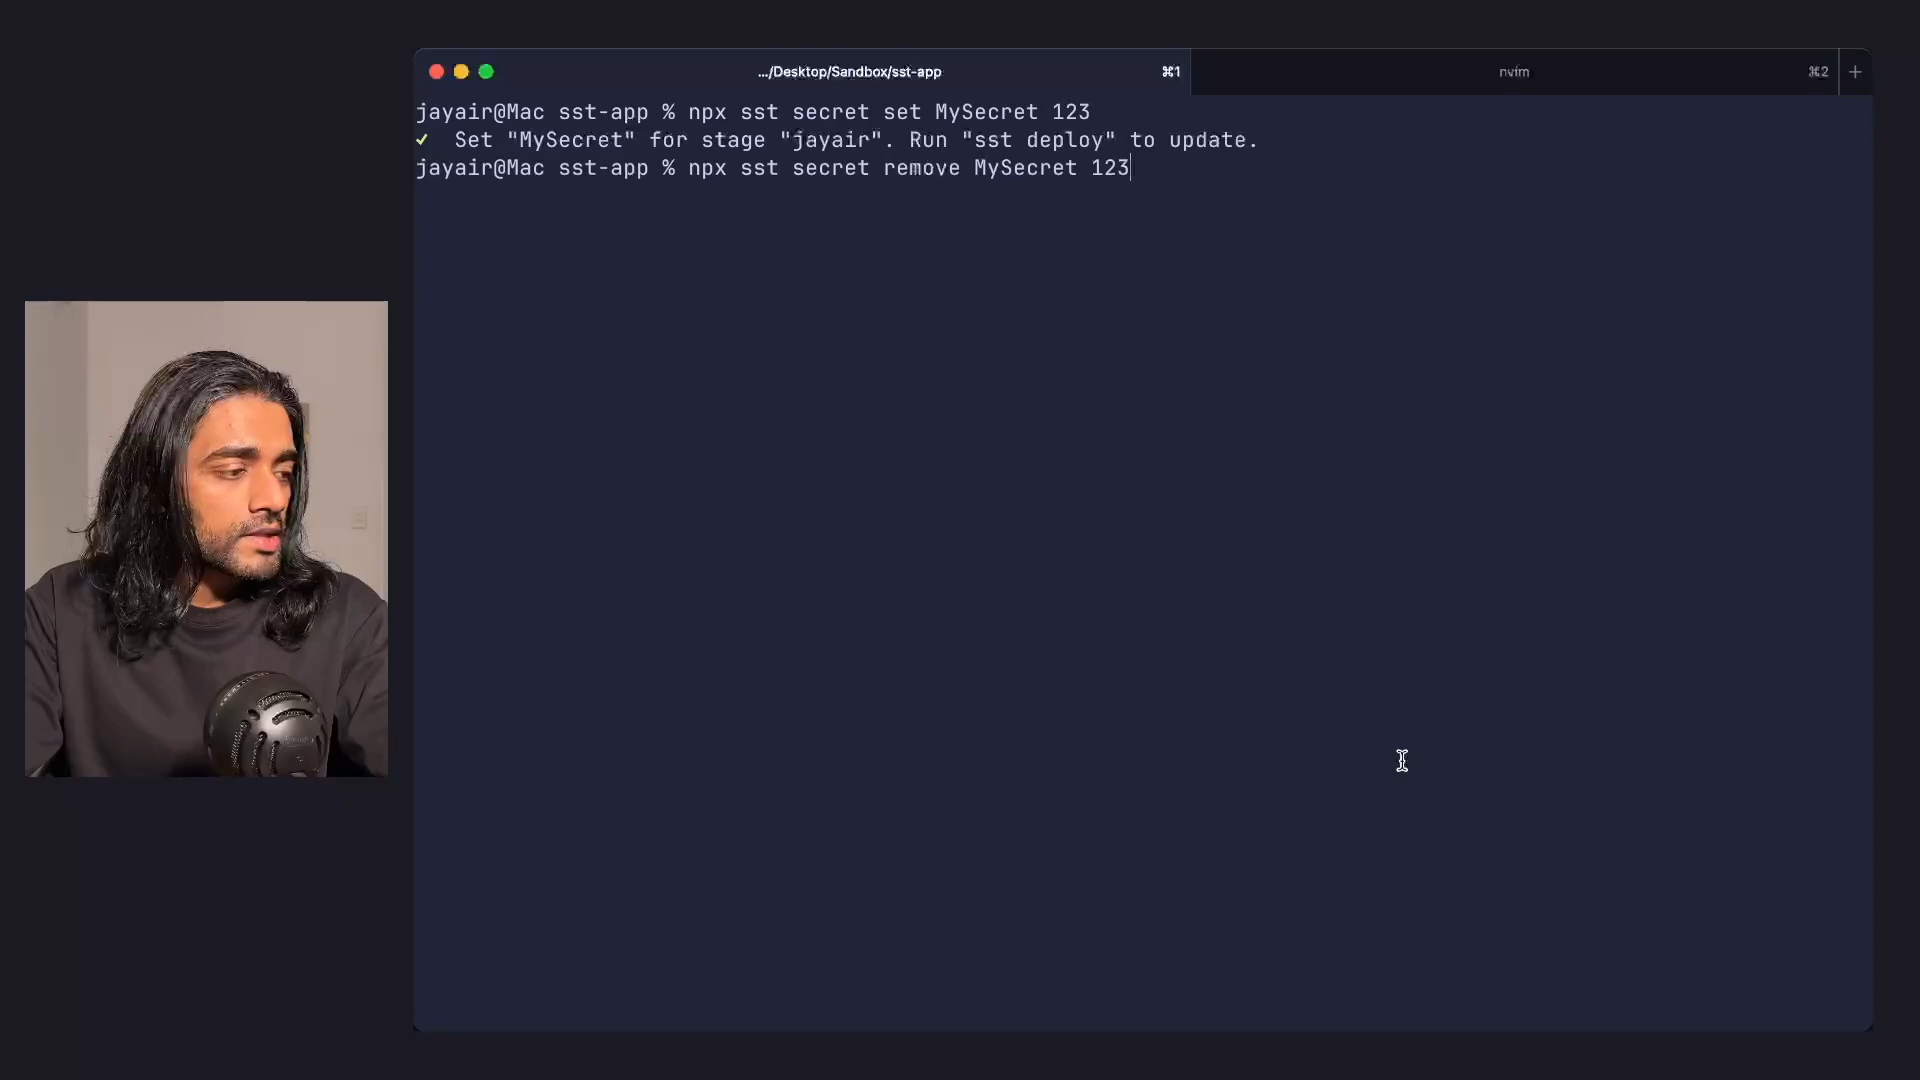 .../Desktop/Sandbox/sst-app ⌘1 nvim ⌘2 +
jayair@Mac sst-app % npx sst secret set MySecret 123
✓ Set "MySecret" for stage "jayair". Run "sst deploy" to update.
jayair@Mac sst-app % npx sst secret remove MySecret 123